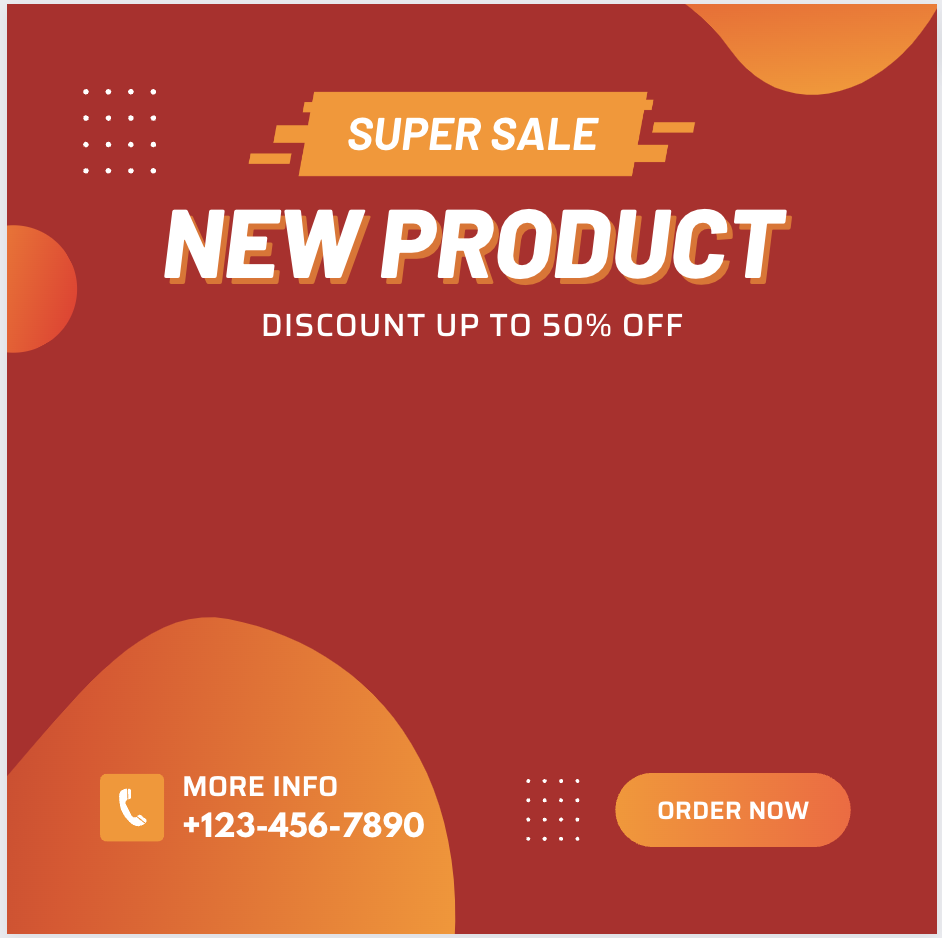 SUPER SALE
NEW PRODUCT
DISCOUNT UP TO 50% OFF
MORE INFO
+123-456-7890
ORDER NOW